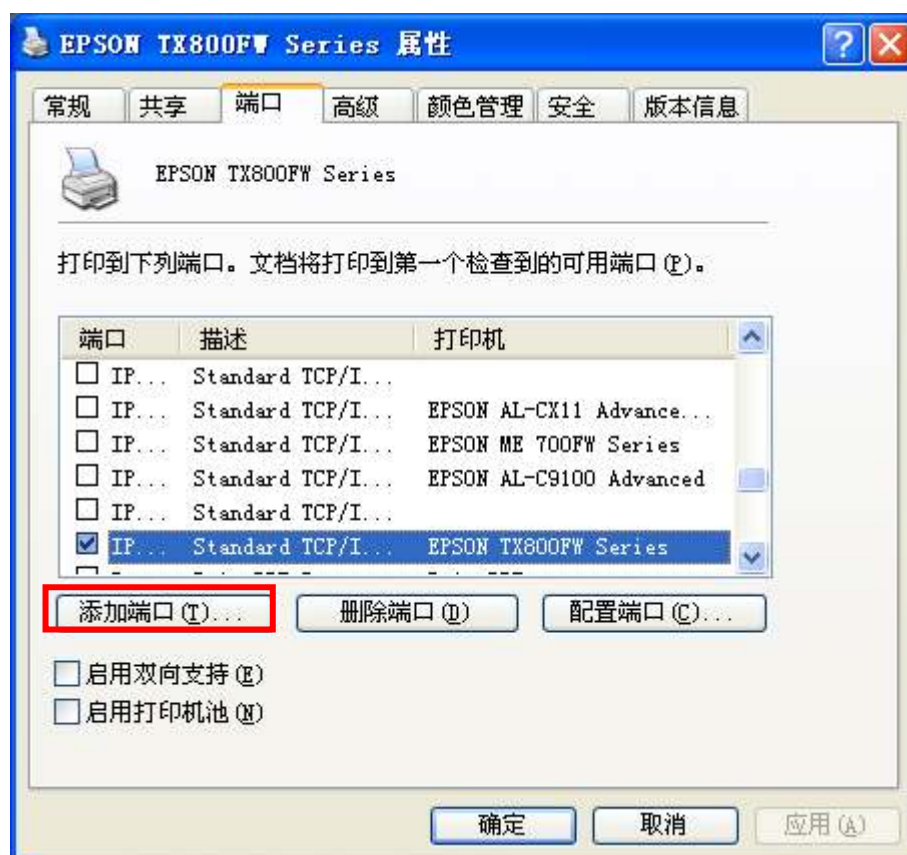 EPSON TX800FW Series 属性
常规 共享 端口 高级 颜色管理 安全 版本信息
EPSON TX800FW Series
打印到下列端口。文档将打印到第一个检查到的可用端口(P)。
端口 描述 打印机
IP... Standard TCP/I...
IP... Standard TCP/I... EPSON AL-CX11 Advance...
IP... Standard TCP/I... EPSON ME 700FW Series
IP... Standard TCP/I... EPSON AL-C9100 Advanced
IP... Standard TCP/I...
IP... Standard TCP/I... EPSON TX800FW Series
添加端口(T)... 删除端口(D) 配置端口(C)...
启用双向支持(E)
启用打印机池(N)
确定 取消 应用(A)